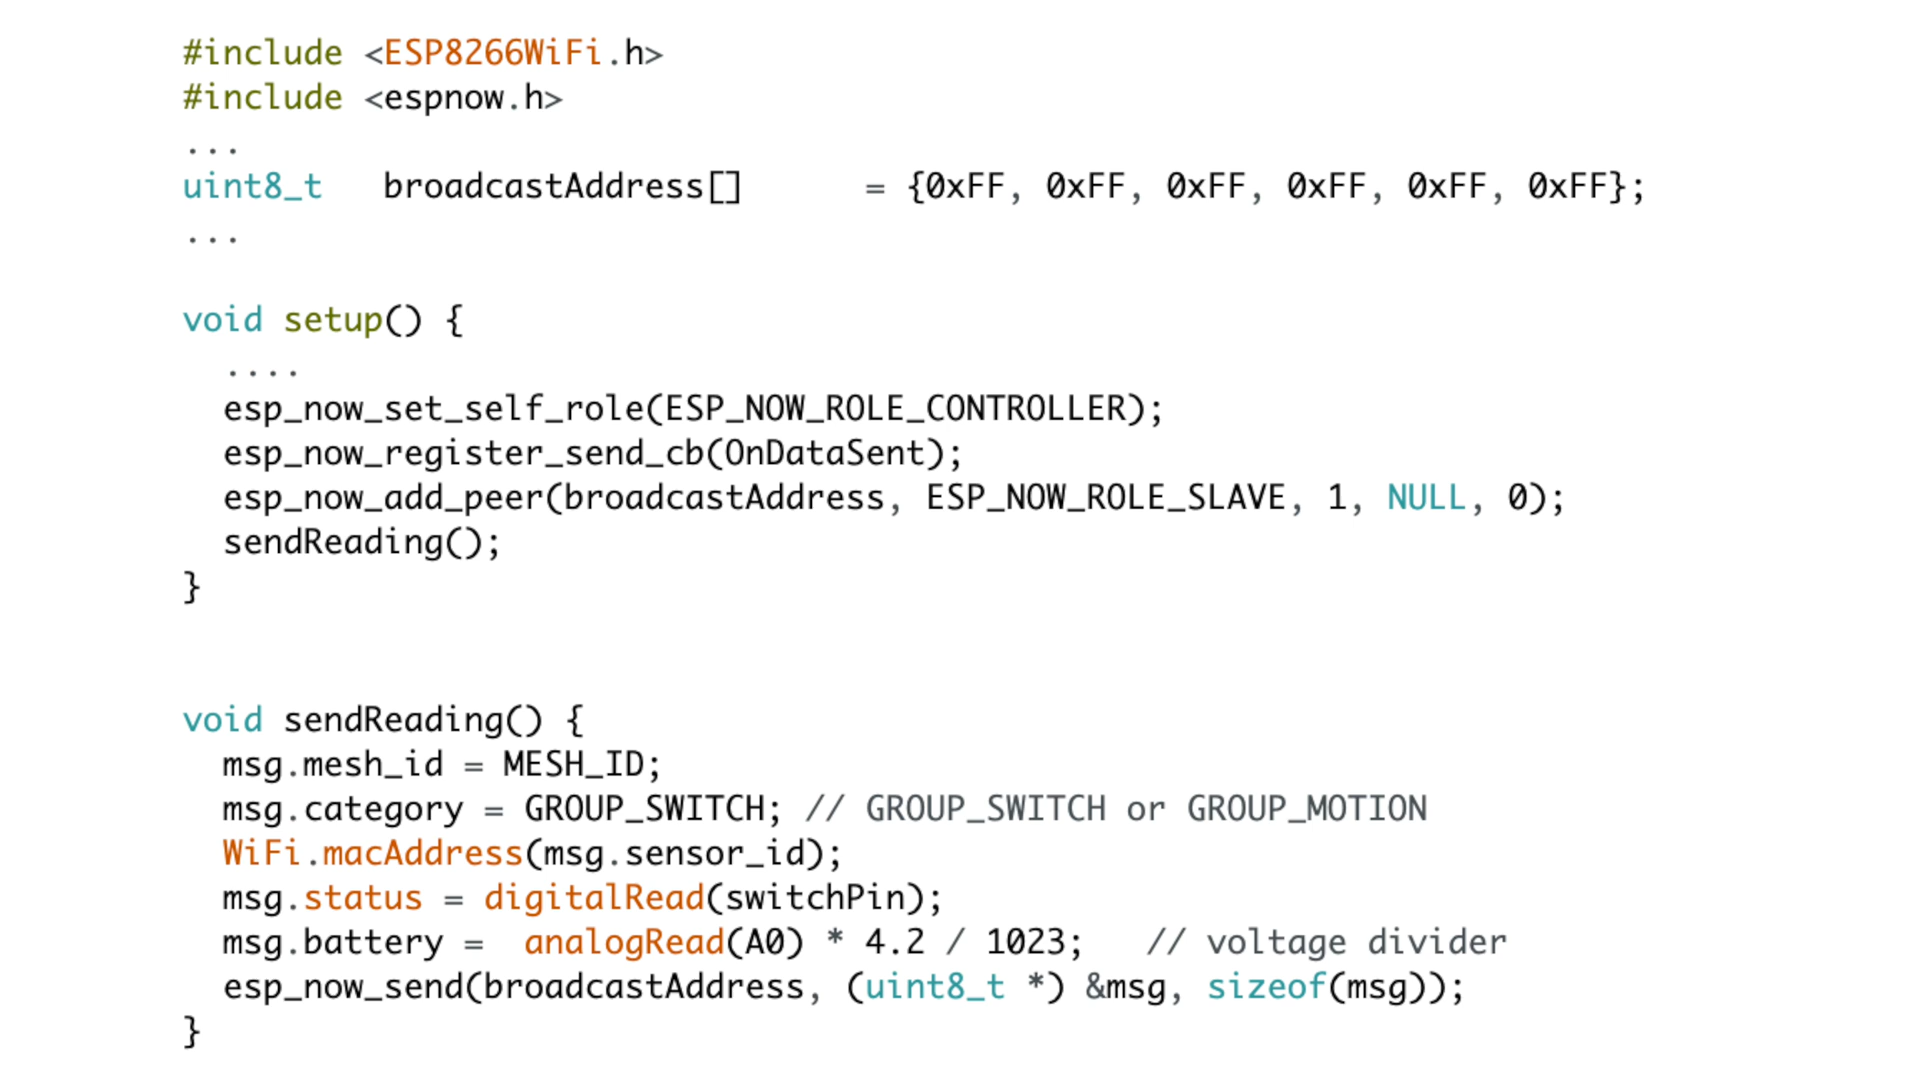 #include <ESP8266WiFi.h>
#include <espnow.h>
...
uint8_t   broadcastAddress[]      = {0xFF, 0xFF, 0xFF, 0xFF, 0xFF, 0xFF};
...
void setup() {
  ....
  esp_now_set_self_role(ESP_NOW_ROLE_CONTROLLER);
  esp_now_register_send_cb(OnDataSent);
  esp_now_add_peer(broadcastAddress, ESP_NOW_ROLE_SLAVE, 1, NULL, 0);
  sendReading();
}
void sendReading() {
  msg.mesh_id = MESH_ID;
  msg.category = GROUP_SWITCH; // GROUP_SWITCH or GROUP_MOTION
  WiFi.macAddress(msg.sensor_id);
  msg.status = digitalRead(switchPin);
  msg.battery =  analogRead(A0) * 4.2 / 1023;   // voltage divider
  esp_now_send(broadcastAddress, (uint8_t *) &msg, sizeof(msg));
}